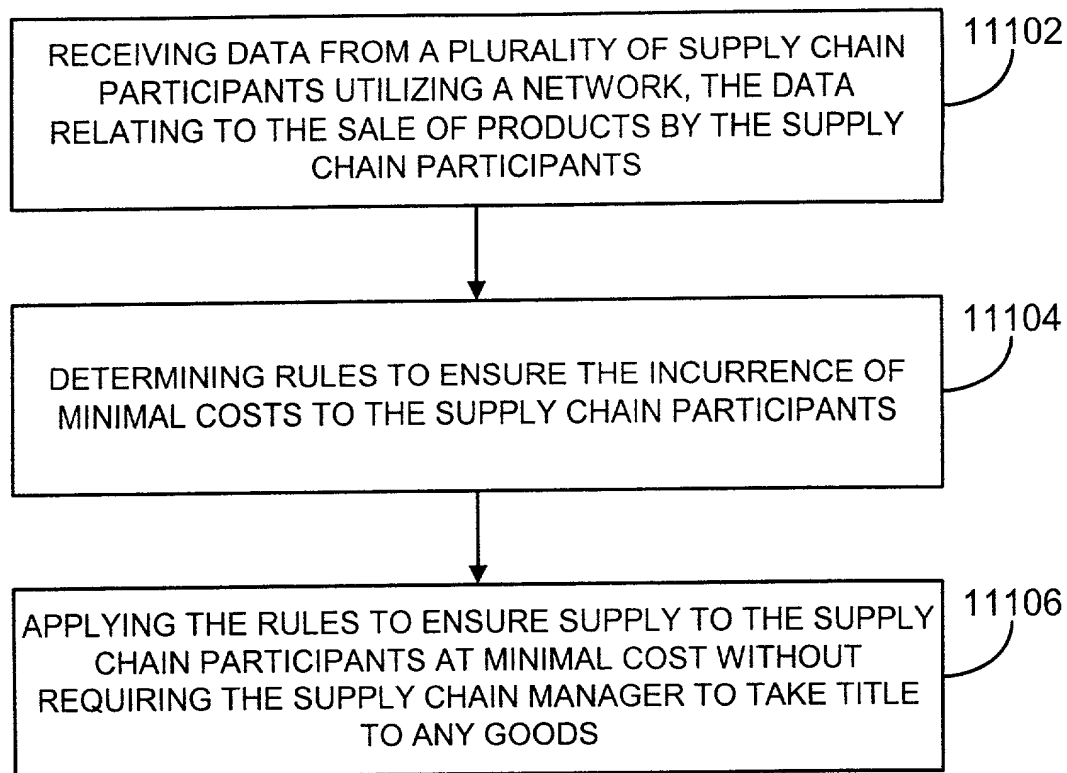 RECEIVING DATA FROM A PLURALITY OF SUPPLY CHAIN
PARTICIPANTS UTILIZING A NETWORK, THE DATA
RELATING TO THE SALE OF PRODUCTS BY THE SUPPLY
CHAIN PARTICIPANTS
11102
DETERMINING RULES TO ENSURE THE INCURRENCE OF
MINIMAL COSTS TO THE SUPPLY CHAIN PARTICIPANTS
11104
APPLYING THE RULES TO ENSURE SUPPLY TO THE SUPPLY
CHAIN PARTICIPANTS AT MINIMAL COST WITHOUT
REQUIRING THE SUPPLY CHAIN MANAGER TO TAKE TITLE
TO ANY GOODS
11106